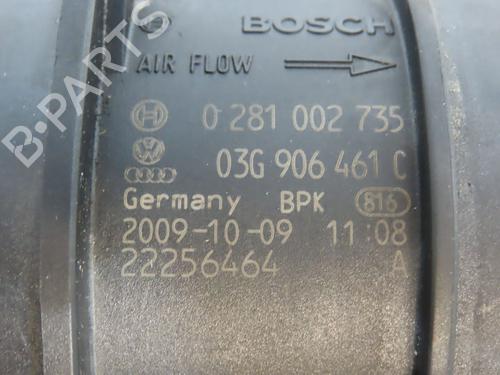 BOSCH
AIR FLOW
0 281 002 735
03G 906 461 C
Germany BPK 816
2009-10-09 11:08
22256464 A
B-PARTS